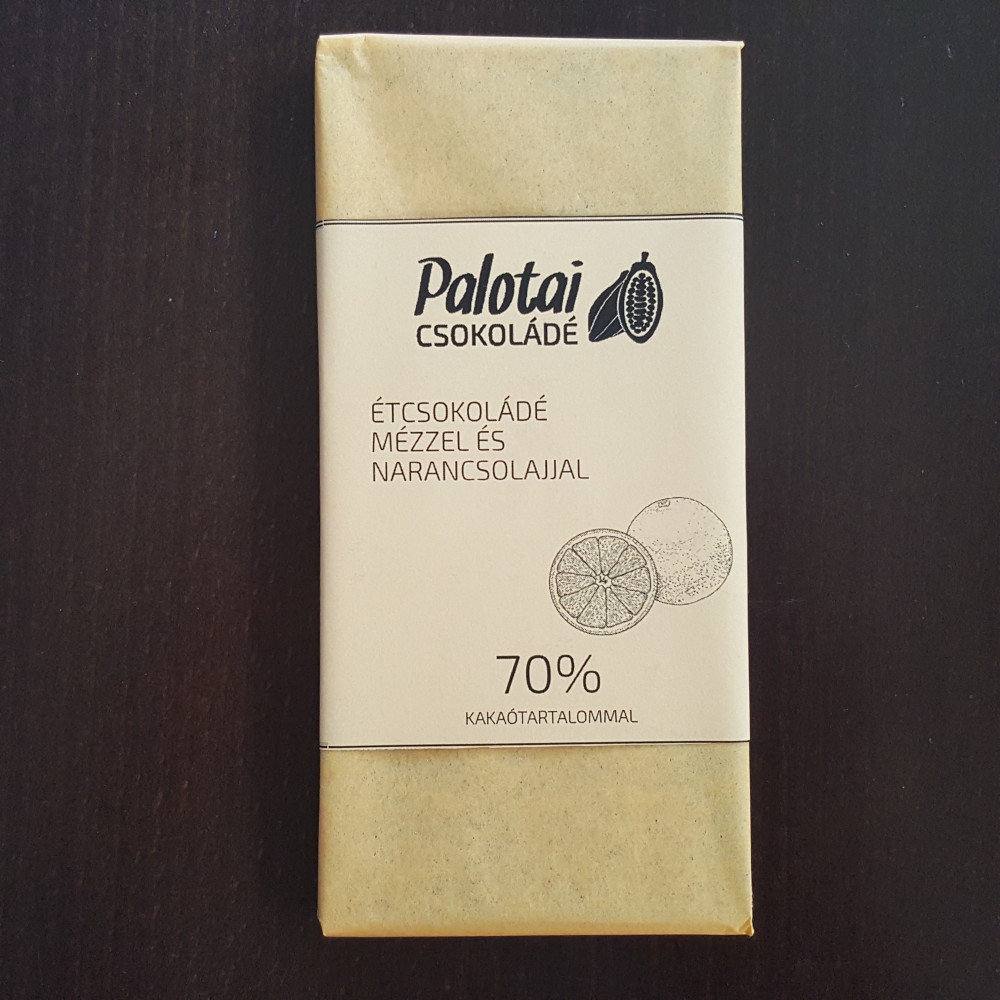 Palotai
CSOKOLÁDÉ
ÉTCSOKOLÁDÉ
MÉZZEL ÉS
NARANCSOLAJJAL
70%
KAKAÓTARTALOMMAL